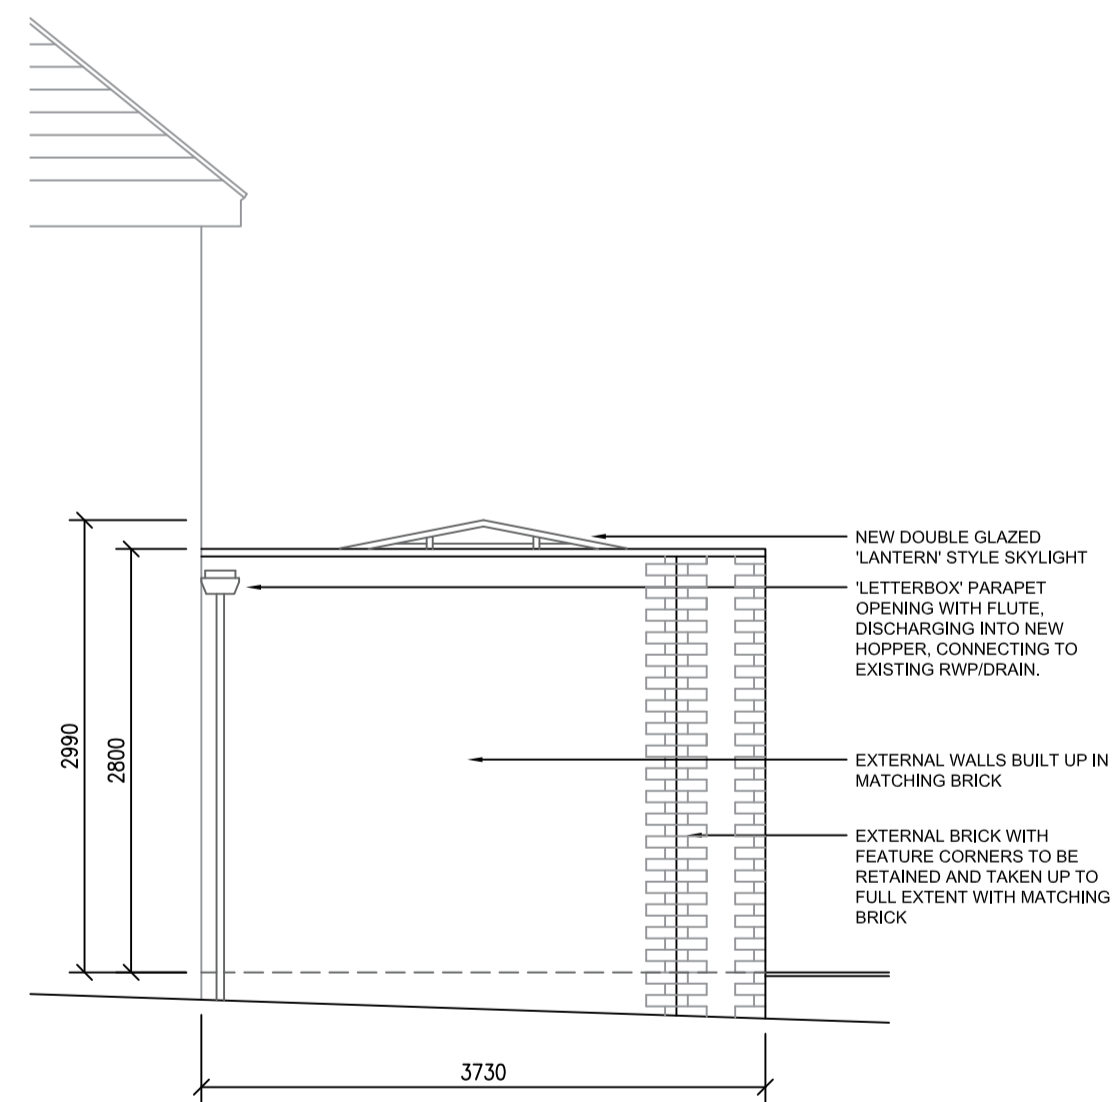 NEW DOUBLE GLAZED
'LANTERN' STYLE SKYLIGHT
'LETTERBOX' PARAPET
OPENING WITH FLUTE,
DISCHARGING INTO NEW
HOPPER, CONNECTING TO
EXISTING RWP/DRAIN.
2990
2800
EXTERNAL WALLS BUILT UP IN
MATCHING BRICK
EXTERNAL BRICK WITH
FEATURE CORNERS TO BE
RETAINED AND TAKEN UP TO
FULL EXTENT WITH MATCHING
BRICK
3730